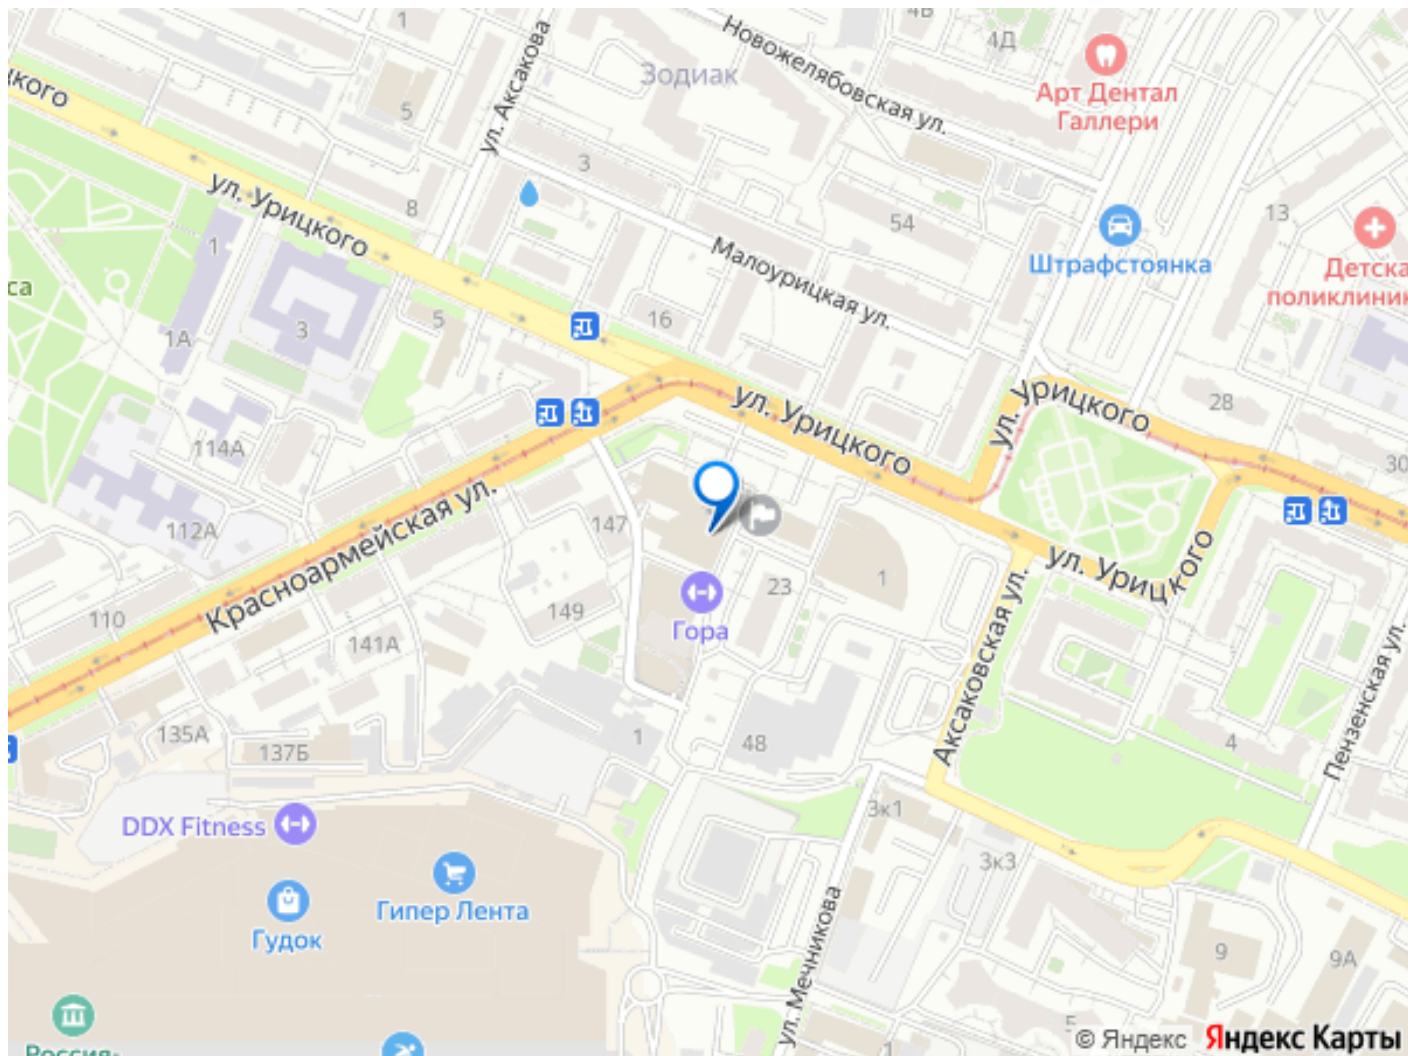 1
4В
4Д
Новожелябовская ул.
ул. Аксакова
Зодиак
Арт Дентал
Галлери
5
3
8
ул. Урицкого
54
13
Малоурицкая ул.
Штрафстоянка
1
1А
3
5
16
28
ул. Урицкого
ул. Урицкого
114А
30
112А
147
Красноармейская ул.
110
141А
149
23
1
Гора
ул. Урицкого
Аксаковская ул.
Пензенская ул.
135А
137Б
1
48
4
3к1
3к3
DDX Fitness
Гипер Лента
Гудок
9
9А
ул. Мечникова
1
© Яндекс
Яндекс Карты